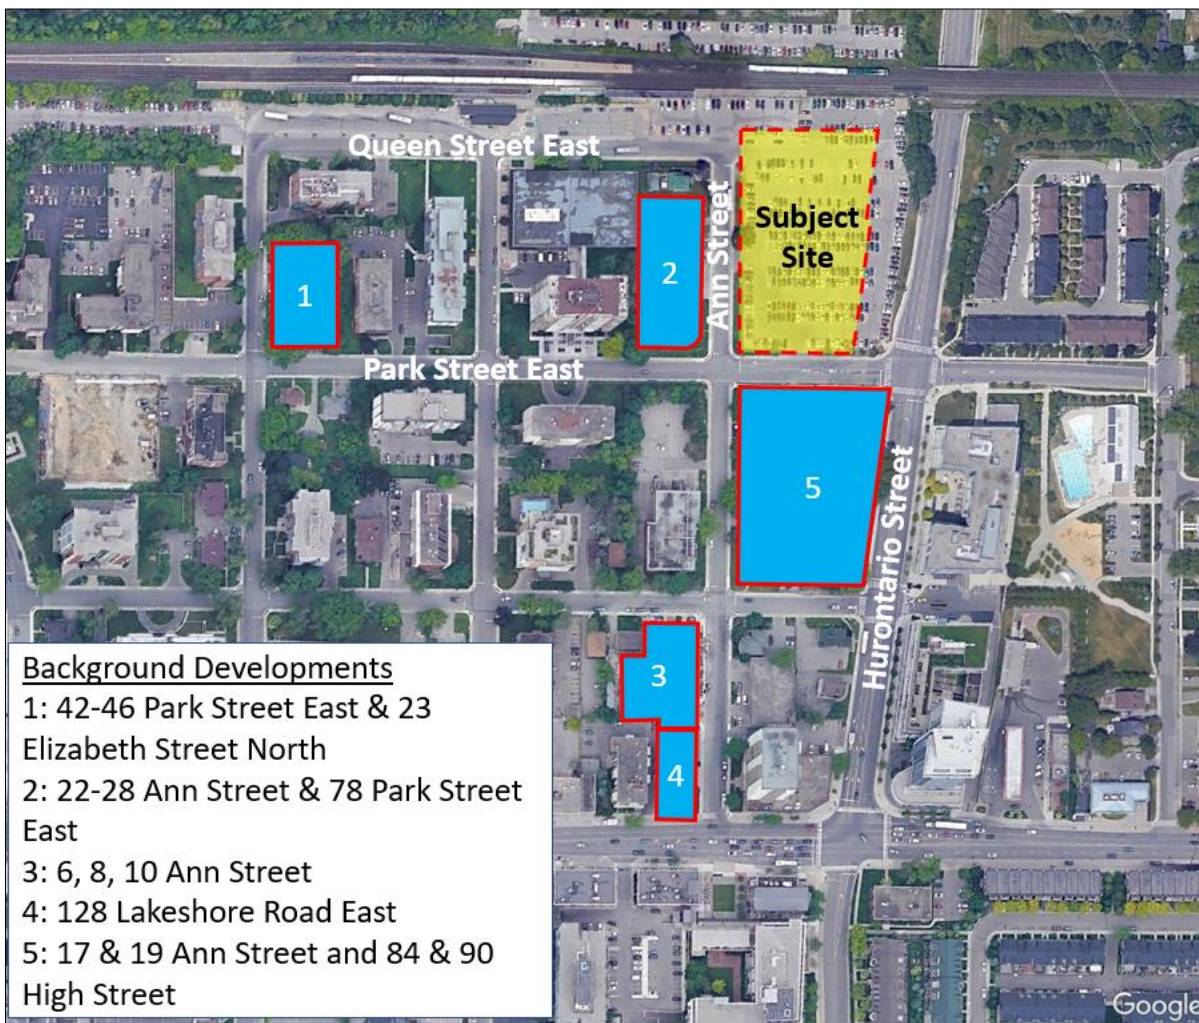 Queen Street East
Ann Street
Subject
Site
1
2
Park Street East
5
Hurontario Street
3
4
Background Developments
1: 42-46 Park Street East & 23
Elizabeth Street North
2: 22-28 Ann Street & 78 Park Street
East
3: 6, 8, 10 Ann Street
4: 128 Lakeshore Road East
5: 17 & 19 Ann Street and 84 & 90
High Street
Google